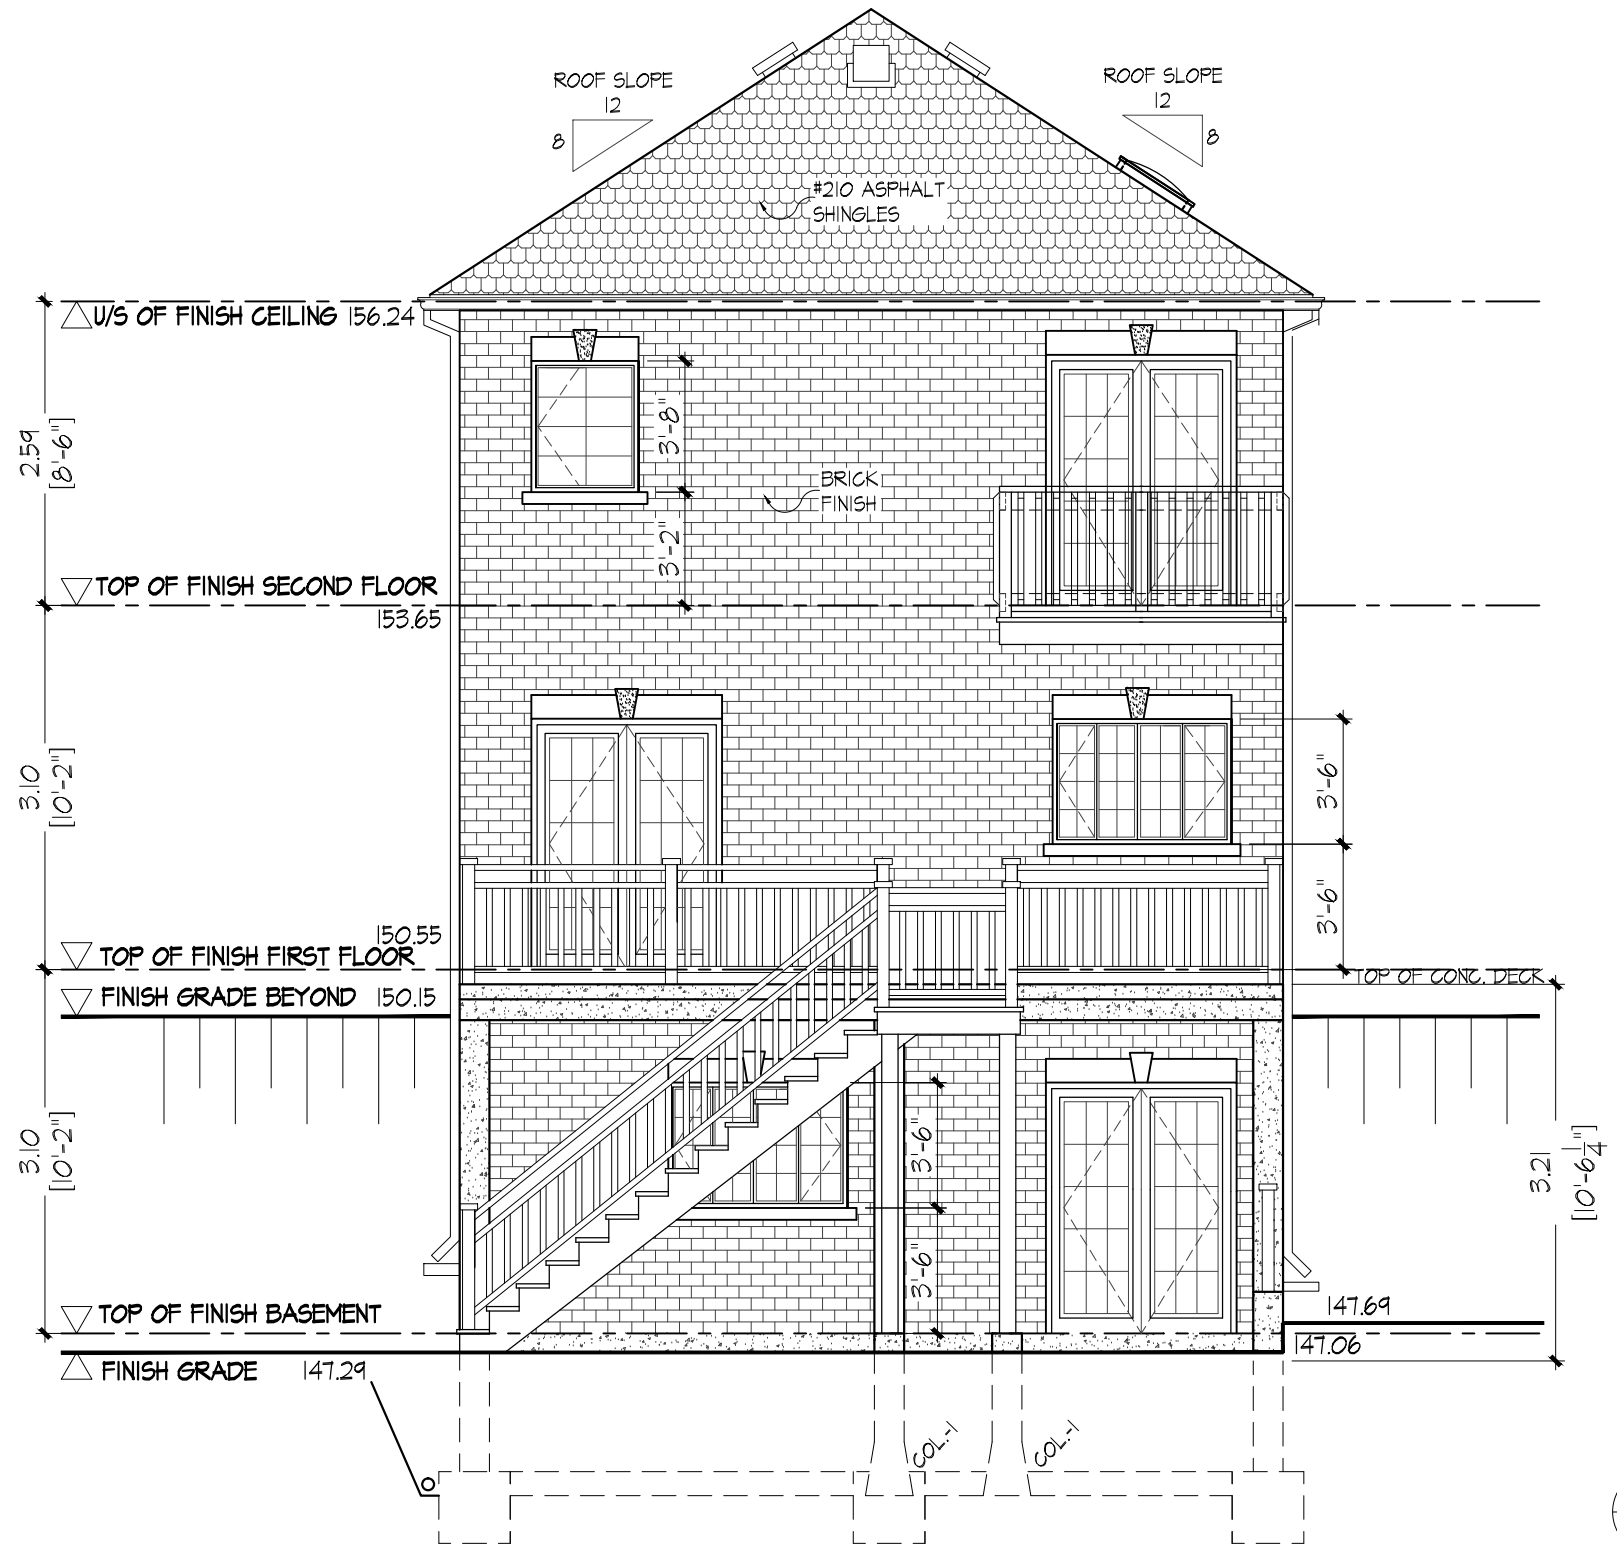 ROOF SLOPE
12
8
ROOF SLOPE
12
8
#210 ASPHALT
SHINGLES
U/S OF FINISH CEILING 156.24
2.59
[8'-6"]
3'-8"
BRICK
FINISH
3'-2"
TOP OF FINISH SECOND FLOOR
153.65
3.10
[10'-2"]
3'-6"
3'-6"
150.55
TOP OF FINISH FIRST FLOOR
TOP OF CONC. DECK
FINISH GRADE BEYOND 150.15
3.10
[10'-2"]
3'-6"
3'-6"
3.21
[10'-6 1/4"]
TOP OF FINISH BASEMENT
147.69
147.06
FINISH GRADE 147.29
COL.-1
COL.-1